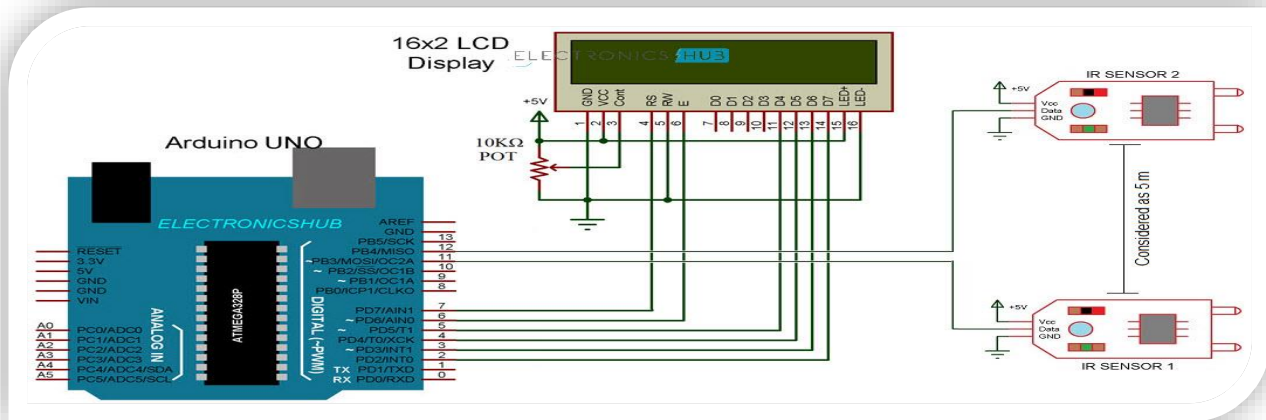 16x2 LCD
Display
ELECTRONICS HUB
+5V
10KΩ
POT
GND
VCC
Cont
RS
RW
E
D0
D1
D2
D3
D4
D5
D6
D7
LED+
LED-
1
2
3
4
5
6
7
8
9
10
11
12
13
14
15
16
Arduino UNO
ELECTRONICSHUB
RESET
3.3V
5V
GND
GND
VIN
A0 PC0/ADC0
A1 PC1/ADC1
A2 PC2/ADC2
A3 PC3/ADC3
A4 PC4/ADC4/SDA
A5 PC5/ADC5/SCL
ANALOG IN
ATMEGA328P
DIGITAL (~PWM)
AREF
GND
PB5/SCK 13
PB4/MISO 12
~PB3/MOSI/OC2A 11
~ PB2/SS/OC1B 10
~ PB1/OC1A 9
PB0/ICP1/CLKO 8
PD7/AIN1 7
~ PD6/AIN0 6
~ PD5/T1 5
PD4/T0/XCK 4
~ PD3/INT1 3
PD2/INT0 2
TX PD1/TXD 1
RX PD0/RXD 0
IR SENSOR 2
+5V
Vcc
Data
GND
Considered as 5 m
+5V
Vcc
Data
GND
IR SENSOR 1